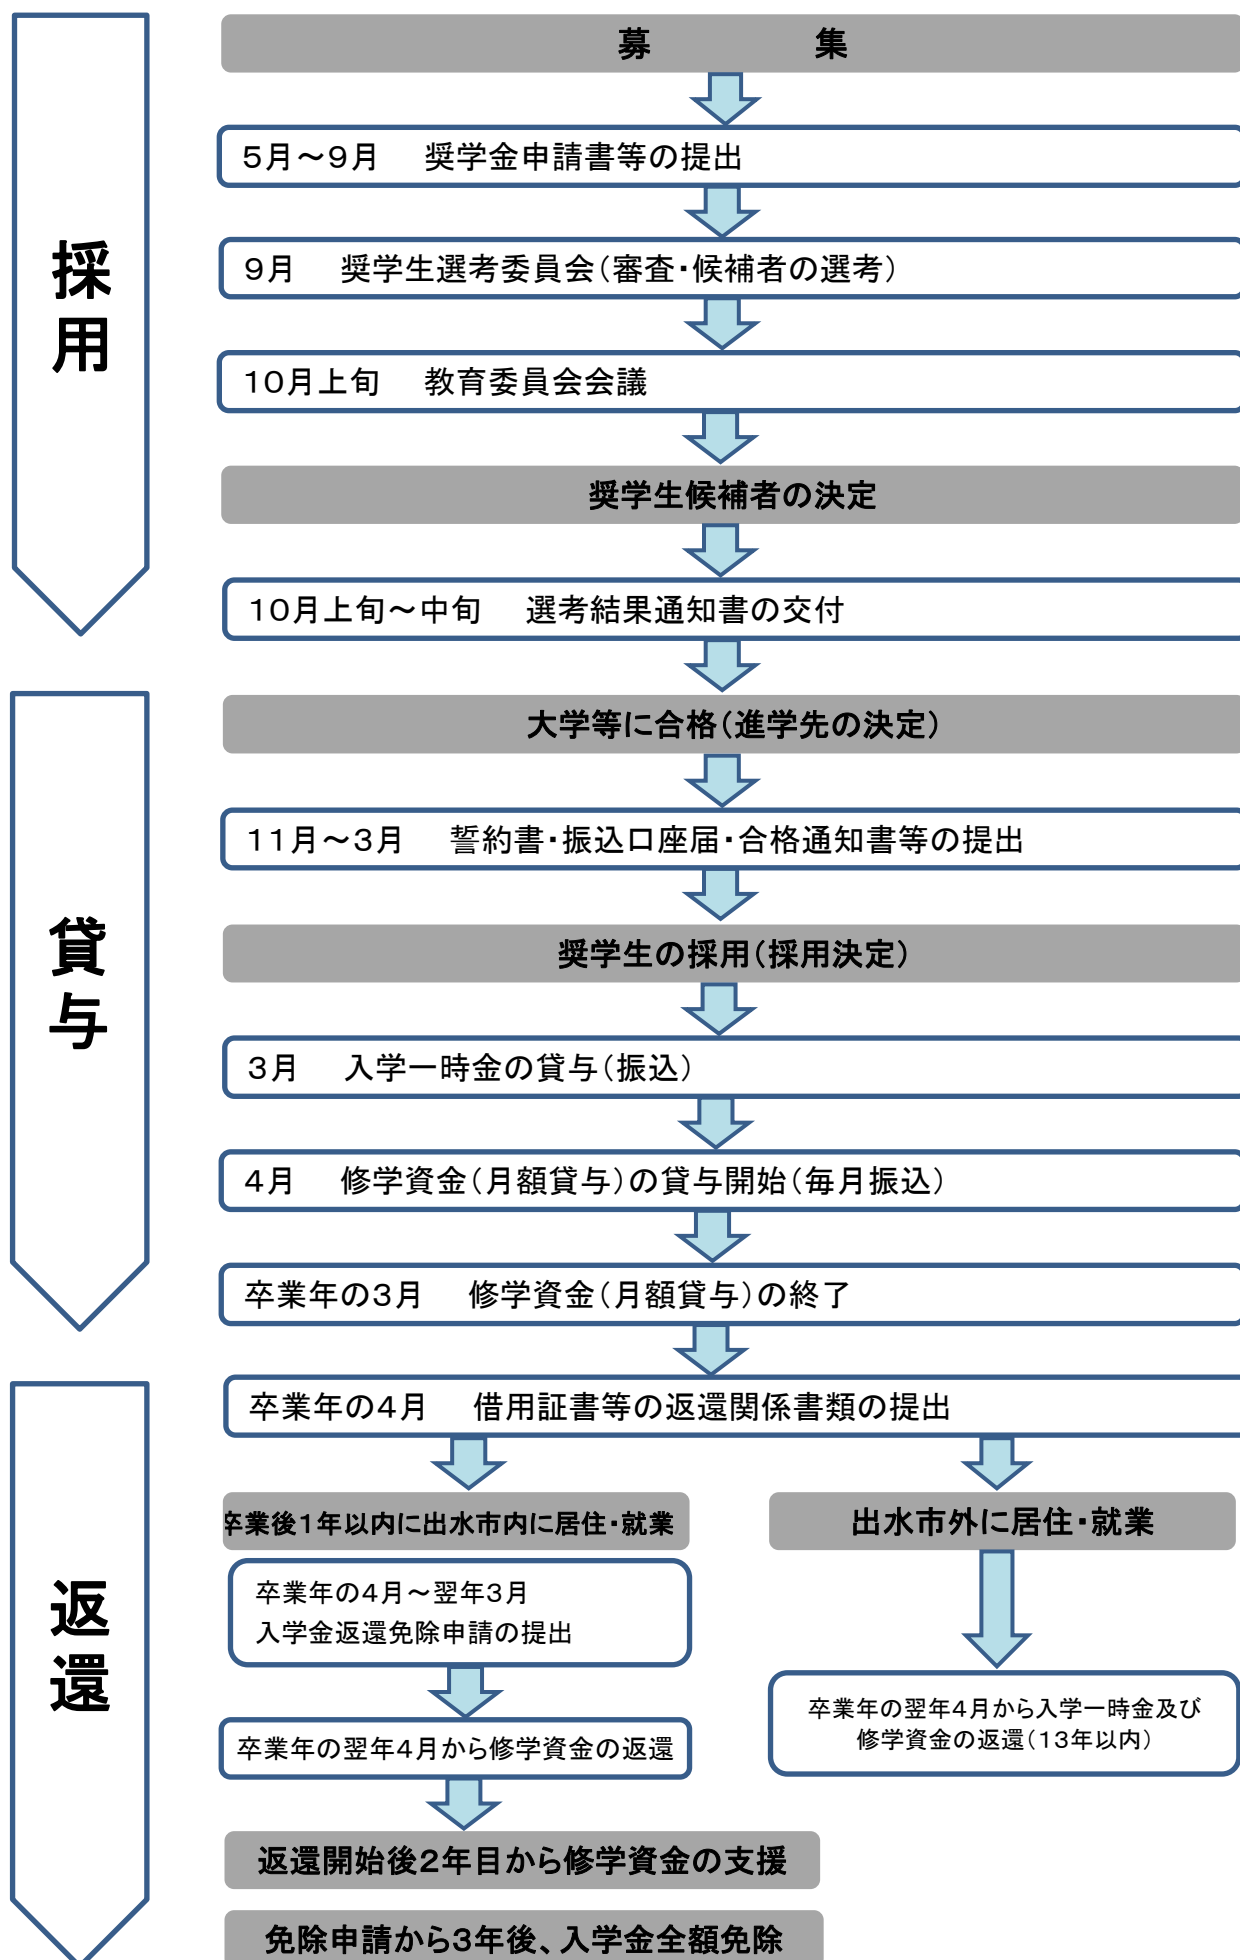 採用
募 集
5月～9月 奨学金申請書等の提出
9月 奨学生選考委員会（審査・候補者の選考）
10月上旬 教育委員会会議
奨学生候補者の決定
10月上旬～中旬 選考結果通知書の交付
貸与
大学等に合格（進学先の決定）
11月～3月 誓約書・振込口座届・合格通知書等の提出
奨学生の採用（採用決定）
3月 入学一時金の貸与（振込）
4月 修学資金（月額貸与）の貸与開始（毎月振込）
卒業年の3月 修学資金（月額貸与）の終了
返還
卒業年の4月 借用証書等の返還関係書類の提出
卒業後1年以内に出水市内に居住・就業
卒業年の4月～翌年3月
入学金返還免除申請の提出
卒業年の翌年4月から修学資金の返還
返還開始後2年目から修学資金の支援
免除申請から3年後、入学金全額免除
出水市外に居住・就業
卒業年の翌年4月から入学一時金及び
修学資金の返還（13年以内）